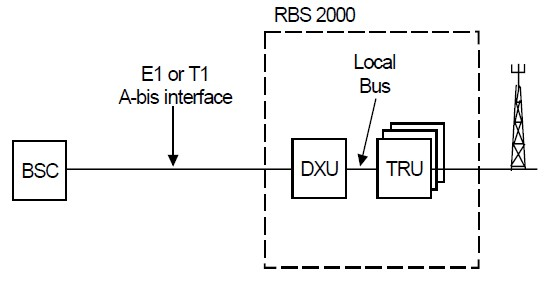 RBS 2000
E1 or T1
A-bis interface
Local
Bus
BSC
DXU
TRU